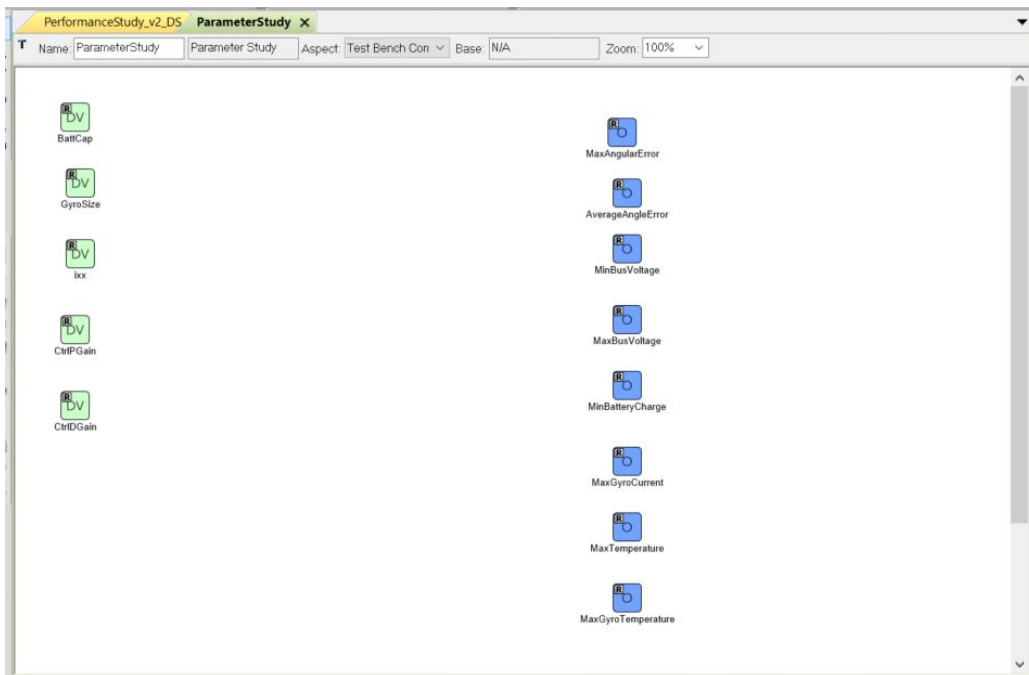 PerformanceStudy_v2_DS ParameterStudy X
T Name: ParameterStudy Parameter Study Aspect: Test Bench Con Base: N/A Zoom: 100%
R DV
BattCap
R DV
GyroSize
R DV
ixx
R DV
CtrlPGain
R DV
CtrlDGain
R O
MaxAngularError
R O
AverageAngleError
R O
MinBusVoltage
R O
MaxBusVoltage
R O
MinBatteryCharge
R O
MaxGyroCurrent
R O
MaxTemperature
R O
MaxGyroTemperature